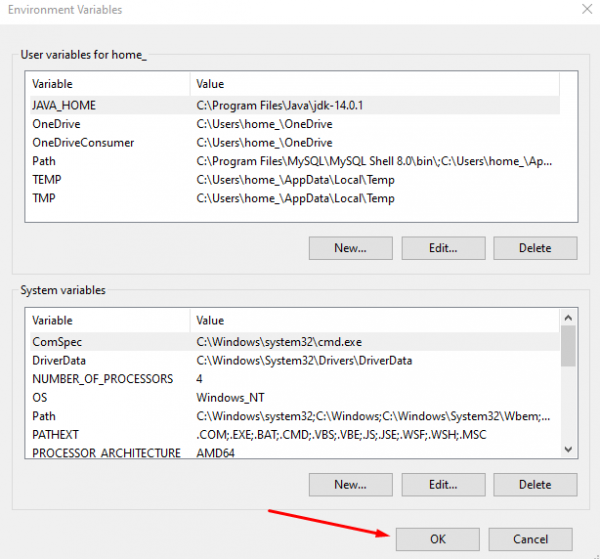 Environment Variables
User variables for home_
Variable Value
JAVA_HOME C:\Program Files\Java\jdk-14.0.1
OneDrive C:\Users\home_\OneDrive
OneDriveConsumer C:\Users\home_\OneDrive
Path C:\Program Files\MySQL\MySQL Shell 8.0\bin\;C:\Users\home_\Ap...
TEMP C:\Users\home_\AppData\Local\Temp
TMP C:\Users\home_\AppData\Local\Temp
New... Edit... Delete
System variables
Variable Value
ComSpec C:\Windows\system32\cmd.exe
DriverData C:\Windows\System32\Drivers\DriverData
NUMBER_OF_PROCESSORS 4
OS Windows_NT
Path C:\Windows\system32;C:\Windows;C:\Windows\System32\Wbem;...
PATHEXT .COM;.EXE;.BAT;.CMD;.VBS;.VBE;.JS;.JSE;.WSF;.WSH;.MSC
PROCESSOR_ARCHITECTURE AMD64
New... Edit... Delete
OK Cancel